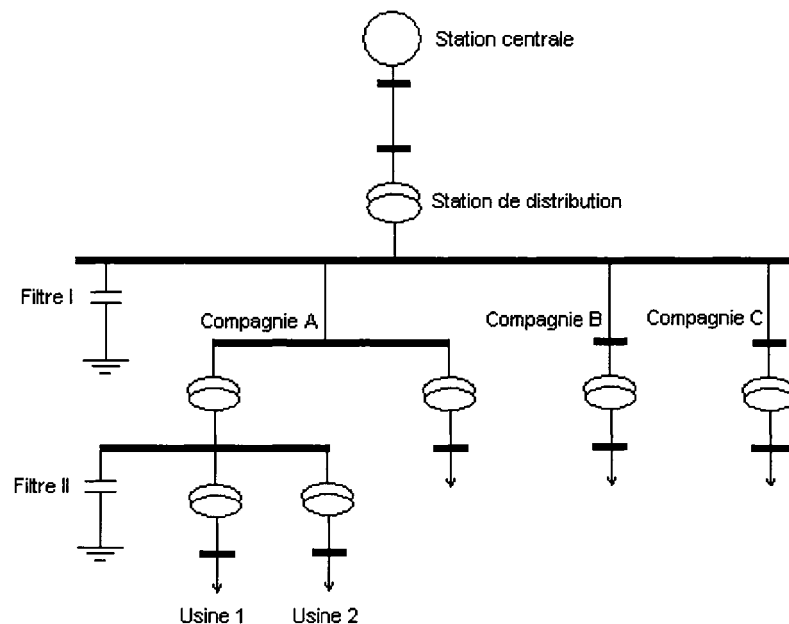 Station centrale
Station de distribution
Filtre I
Compagnie A
Compagnie B
Compagnie C
Filtre II
Usine 1
Usine 2